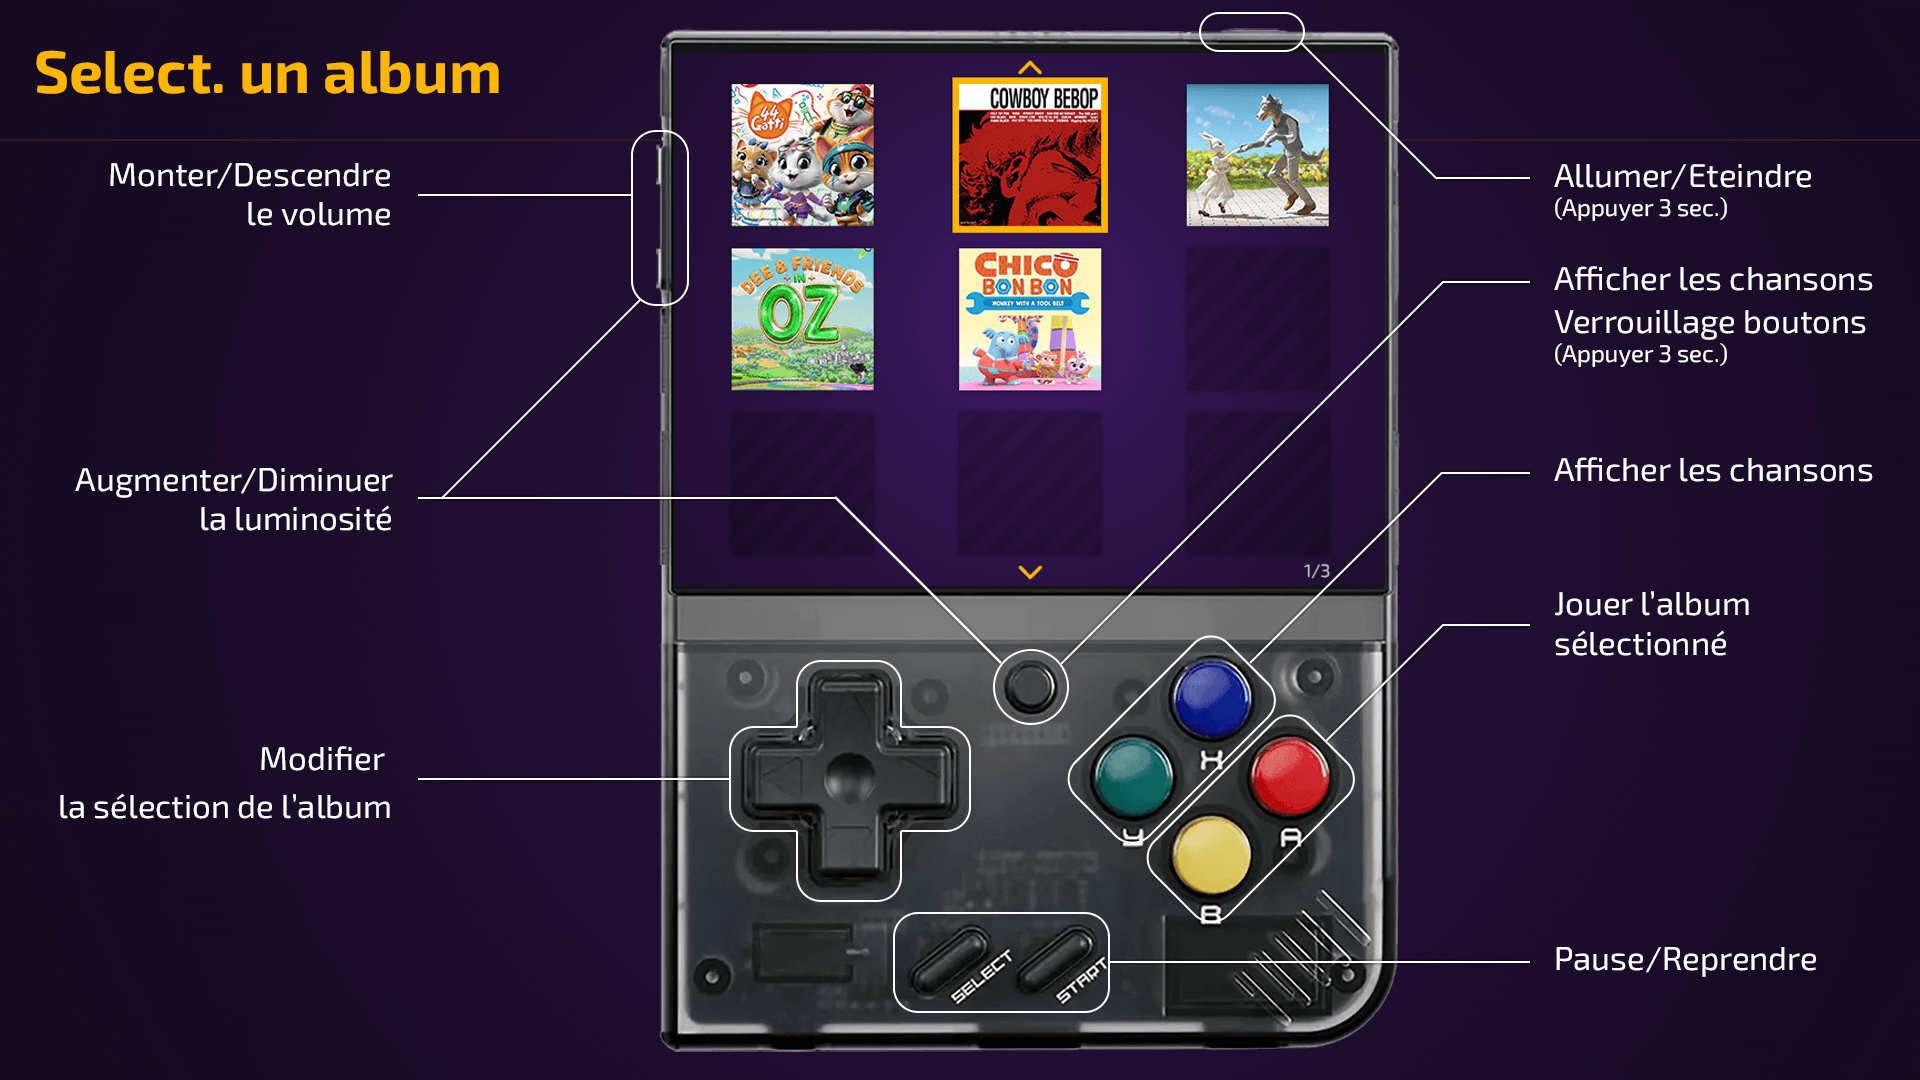 Select. un album
Monter/Descendre
le volume
Augmenter/Diminuer
la luminosité
Modifier
la sélection de l'album
44
Gatti
COWBOY BEBOP
DEE & FRIENDS
IN
OZ
CHICO
BON BON
MONKEY WITH A TOOL BELT
1/3
X
Y
A
B
SELECT
START
Allumer/Eteindre
(Appuyer 3 sec.)
Afficher les chansons
Verrouillage boutons
(Appuyer 3 sec.)
Afficher les chansons
Jouer l'album
sélectionné
Pause/Reprendre